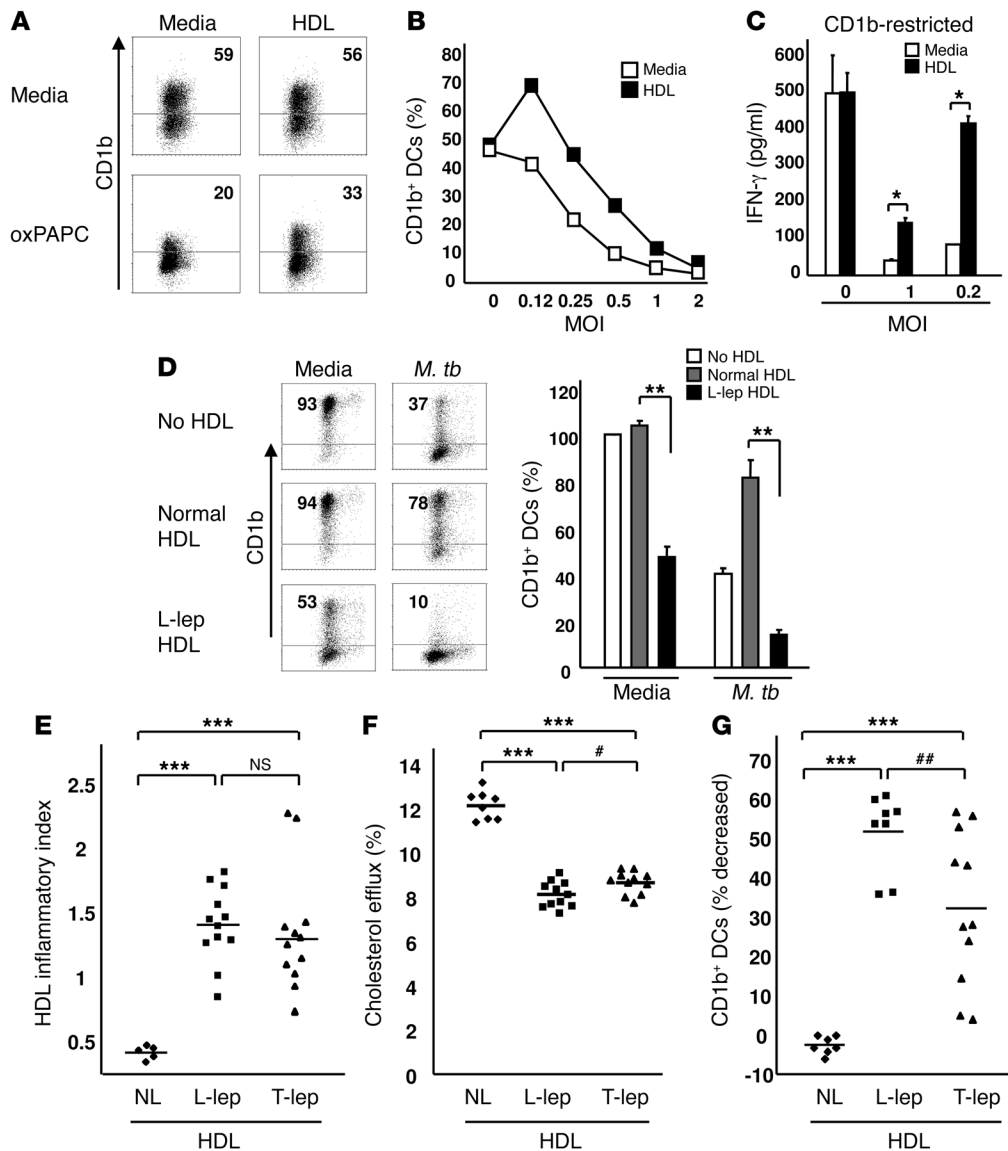 A
Media HDL
Media
59
56
oxPAPC
20
33
CD1b
B
CD1b+ DCs (%)
80
70
60
50
40
30
20
10
0
Media
HDL
0 0.12 0.25 0.5 1 2
MOI
C
CD1b-restricted
IFN-γ (pg/ml)
600
500
400
300
200
100
0
Media
HDL
*
*
0 1 0.2
MOI
D
Media M. tb
No HDL
93
37
Normal
HDL
94
78
L-lep
HDL
53
10
CD1b
No HDL
Normal HDL
L-lep HDL
CD1b+ DCs (%)
120
100
80
60
40
20
0
**
**
Media M. tb
E
HDL inflammatory index
2.5
2
1.5
1
0.5
***
***
NS
NL L-lep T-lep
HDL
F
Cholesterol efflux (%)
14
12
10
8
6
4
2
0
***
***
#
NL L-lep T-lep
HDL
G
CD1b+ DCs (% decreased)
70
60
50
40
30
20
10
0
-10
***
***
##
NL L-lep T-lep
HDL